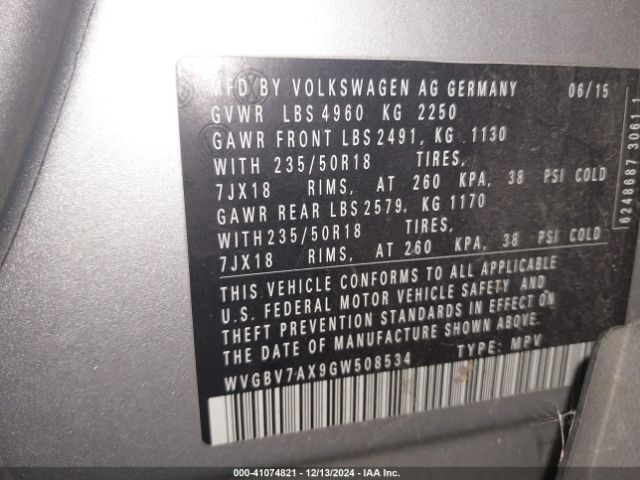 MFD BY VOLKSWAGEN AG GERMANY 06/15
GVWR LBS 4960 KG 2250
GAWR FRONT LBS 2491, KG 1130
WITH 235/50R18 TIRES,
7JX18 RIMS, AT 260 KPA, 38 PSI COLD
GAWR REAR LBS 2579, KG 1170
WITH 235/50R18 TIRES,
7JX18 RIMS, AT 260 KPA, 38 PSI COLD
THIS VEHICLE CONFORMS TO ALL APPLICABLE
U.S. FEDERAL MOTOR VEHICLE SAFETY AND
THEFT PREVENTION STANDARDS IN EFFECT ON
THE DATE OF MANUFACTURE SHOWN ABOVE.
WVGBV7AX9GW508534 TYPE: MPV
6248687 3061 1
000-41074821 - 12/13/2024 - IAA Inc.